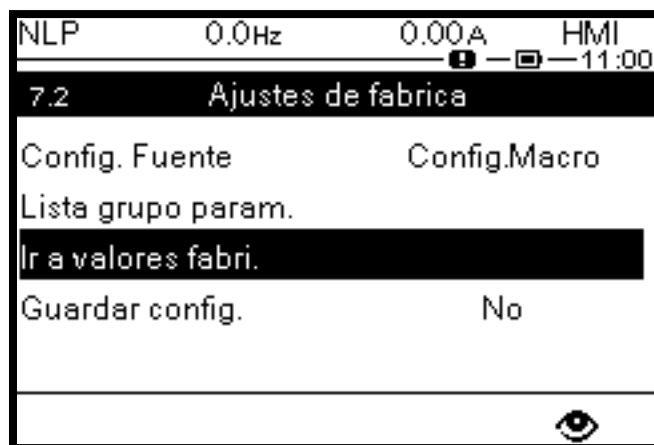 NLP 0.0Hz 0.00A HMI
11:00
7.2 Ajustes de fabrica
Config. Fuente Config.Macro
Lista grupo param.
Ir a valores fabri.
Guardar config. No